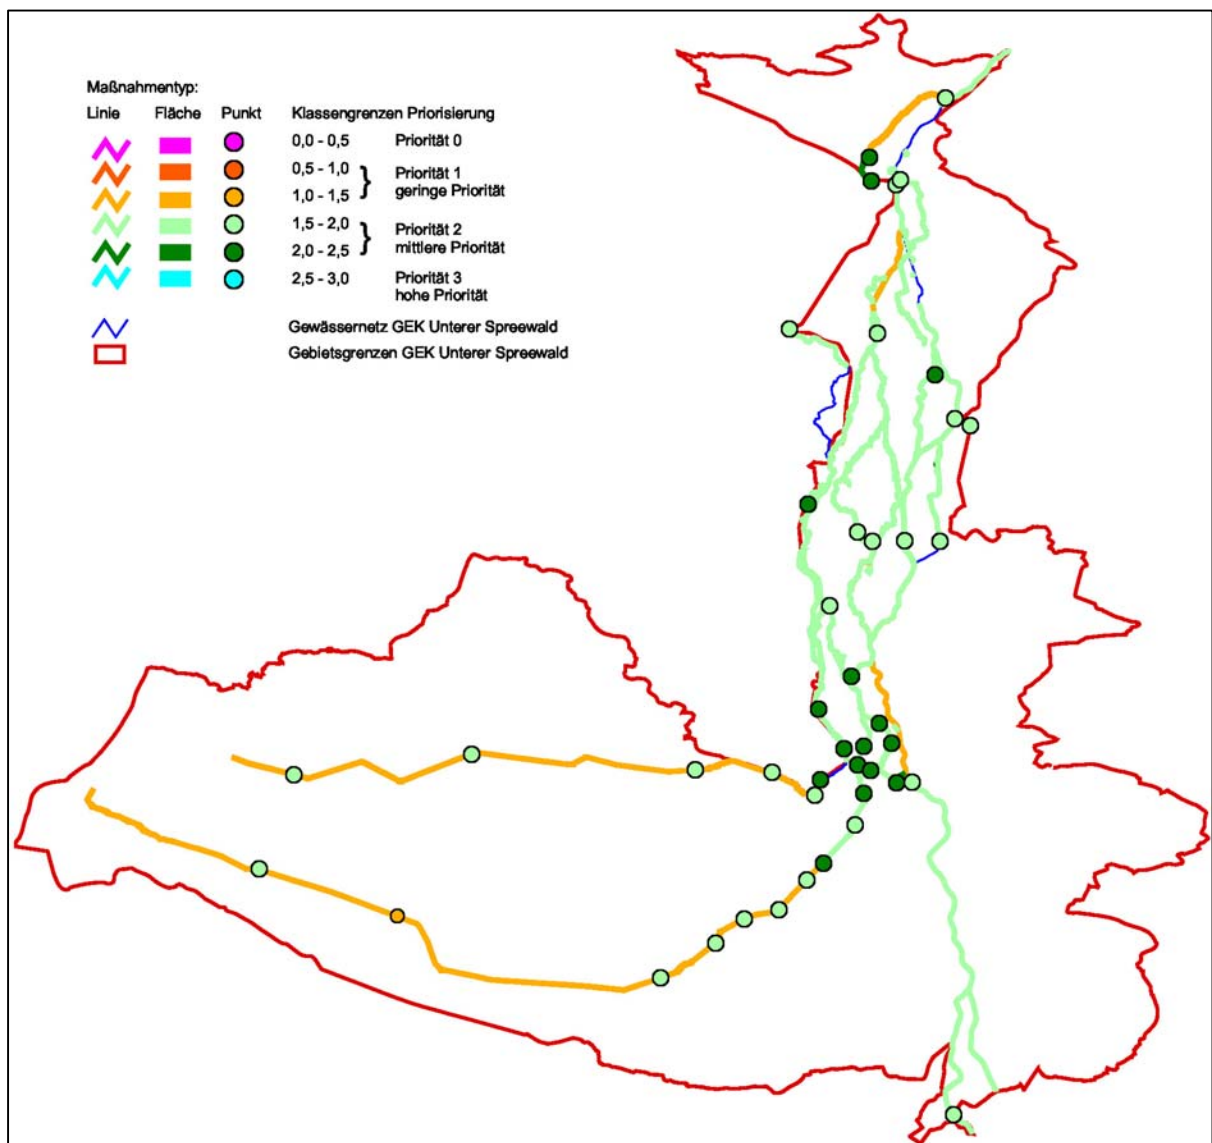 Maßnahmentyp:
Linie Fläche Punkt Klassengrenzen Priorisierung
0,0 - 0,5 Priorität 0
0,5 - 1,0 Priorität 1
1,0 - 1,5 geringe Priorität
1,5 - 2,0 Priorität 2
2,0 - 2,5 mittlere Priorität
2,5 - 3,0 Priorität 3
hohe Priorität
Gewässernetz GEK Unterer Spreewald
Gebietsgrenzen GEK Unterer Spreewald